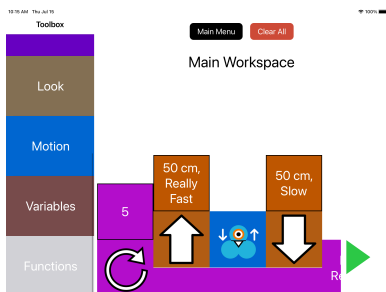 10:15 AM Thu Jul 15
100%
Toolbox
Main Menu
Clear All
Main Workspace
Look
Motion
Variables
Functions
5
50 cm,
Really
Fast
50 cm,
Slow